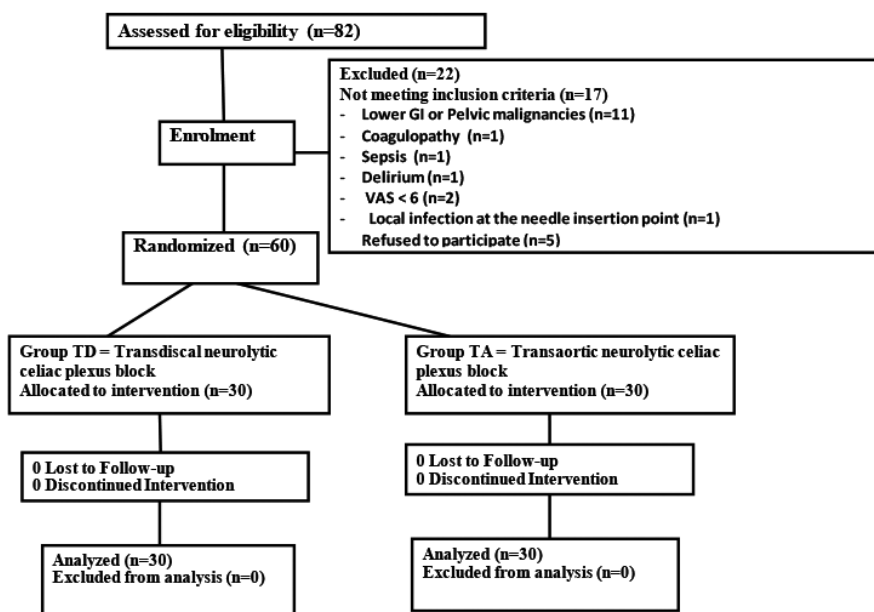 Assessed for eligibility (n=82)
Excluded (n=22)
Not meeting inclusion criteria (n=17)
- Lower GI or Pelvic malignancies (n=11)
- Coagulopathy (n=1)
- Sepsis (n=1)
- Delirium (n=1)
- VAS < 6 (n=2)
- Local infection at the needle insertion point (n=1)
Refused to participate (n=5)
Enrolment
Randomized (n=60)
Group TD = Transdiscal neurolytic
celiac plexus block
Allocated to intervention (n=30)
Group TA = Transaortic neurolytic celiac
plexus block
Allocated to intervention (n=30)
0 Lost to Follow-up
0 Discontinued Intervention
0 Lost to Follow-up
0 Discontinued Intervention
Analyzed (n=30)
Excluded from analysis (n=0)
Analyzed (n=30)
Excluded from analysis (n=0)